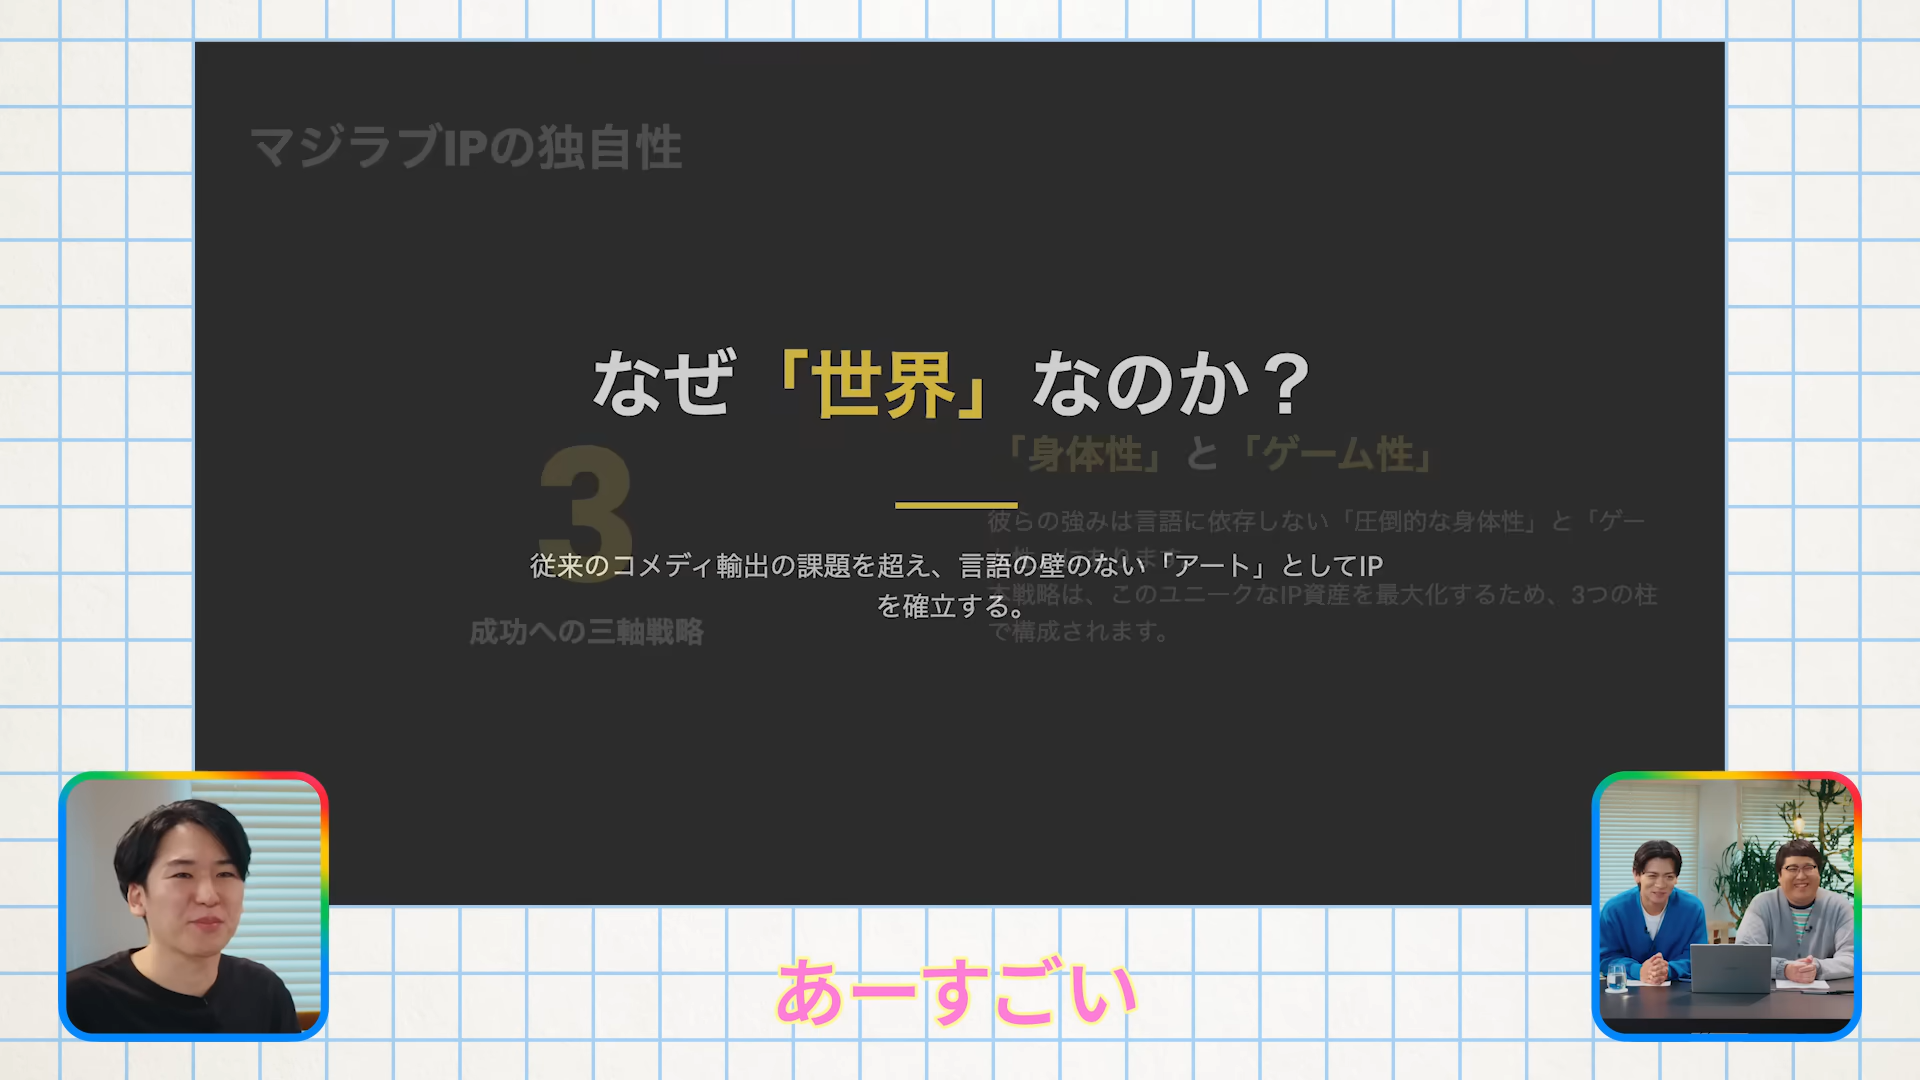 マジラブIPの独自性
なぜ「世界」なのか？
3
「身体性」と「ゲーム性」
彼らの強みは言語に依存しない「圧倒的な身体性」と「ゲー
従来のコメディ輸出の課題を超え、言語の壁のない「アート」としてIP
を確立する。
本戦略は、このユニークなIP資産を最大化するため、3つの柱
で構成されます。
成功への三軸戦略
あーすごい